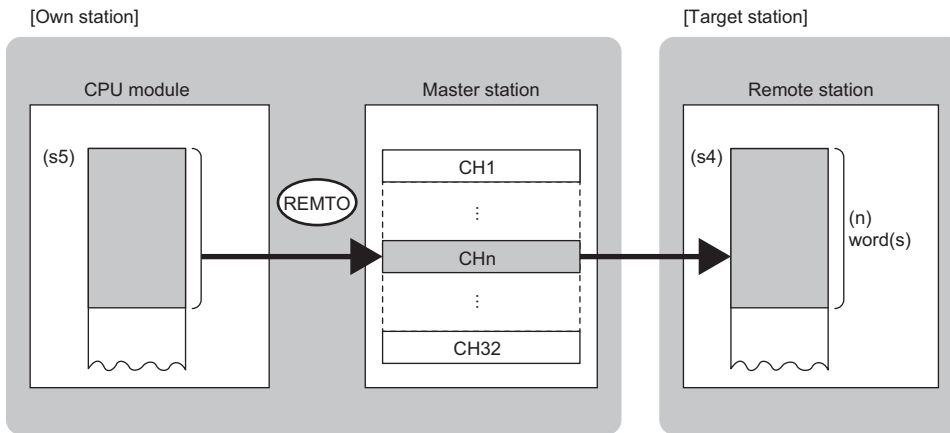 [Own station]
[Target station]
CPU module
Master station
Remote station
(s5)
REMTO
CH1
⋮
CHn
⋮
CH32
(s4)
(n)
word(s)